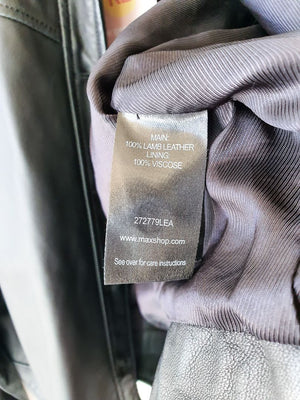 MAIN:
100% LAMB LEATHER
LINING
100% VISCOSE
272779LEA
www.maxshop.com
See over for care instructions